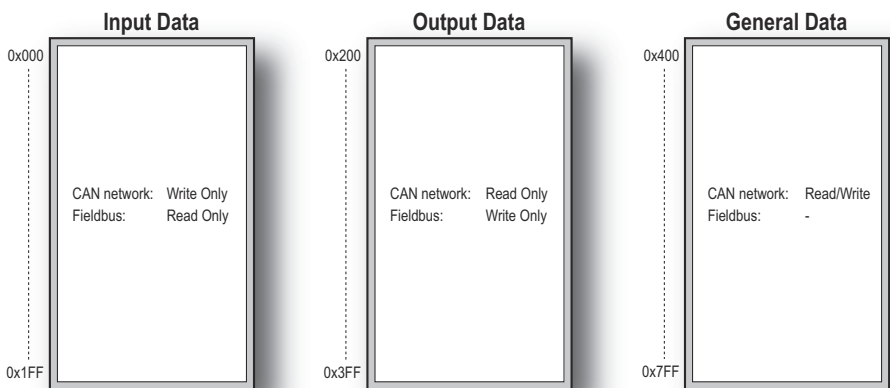 Input Data
0x000
CAN network: Write Only
Fieldbus: Read Only
0x1FF
Output Data
0x200
CAN network: Read Only
Fieldbus: Write Only
0x3FF
General Data
0x400
CAN network: Read/Write
Fieldbus: -
0x7FF